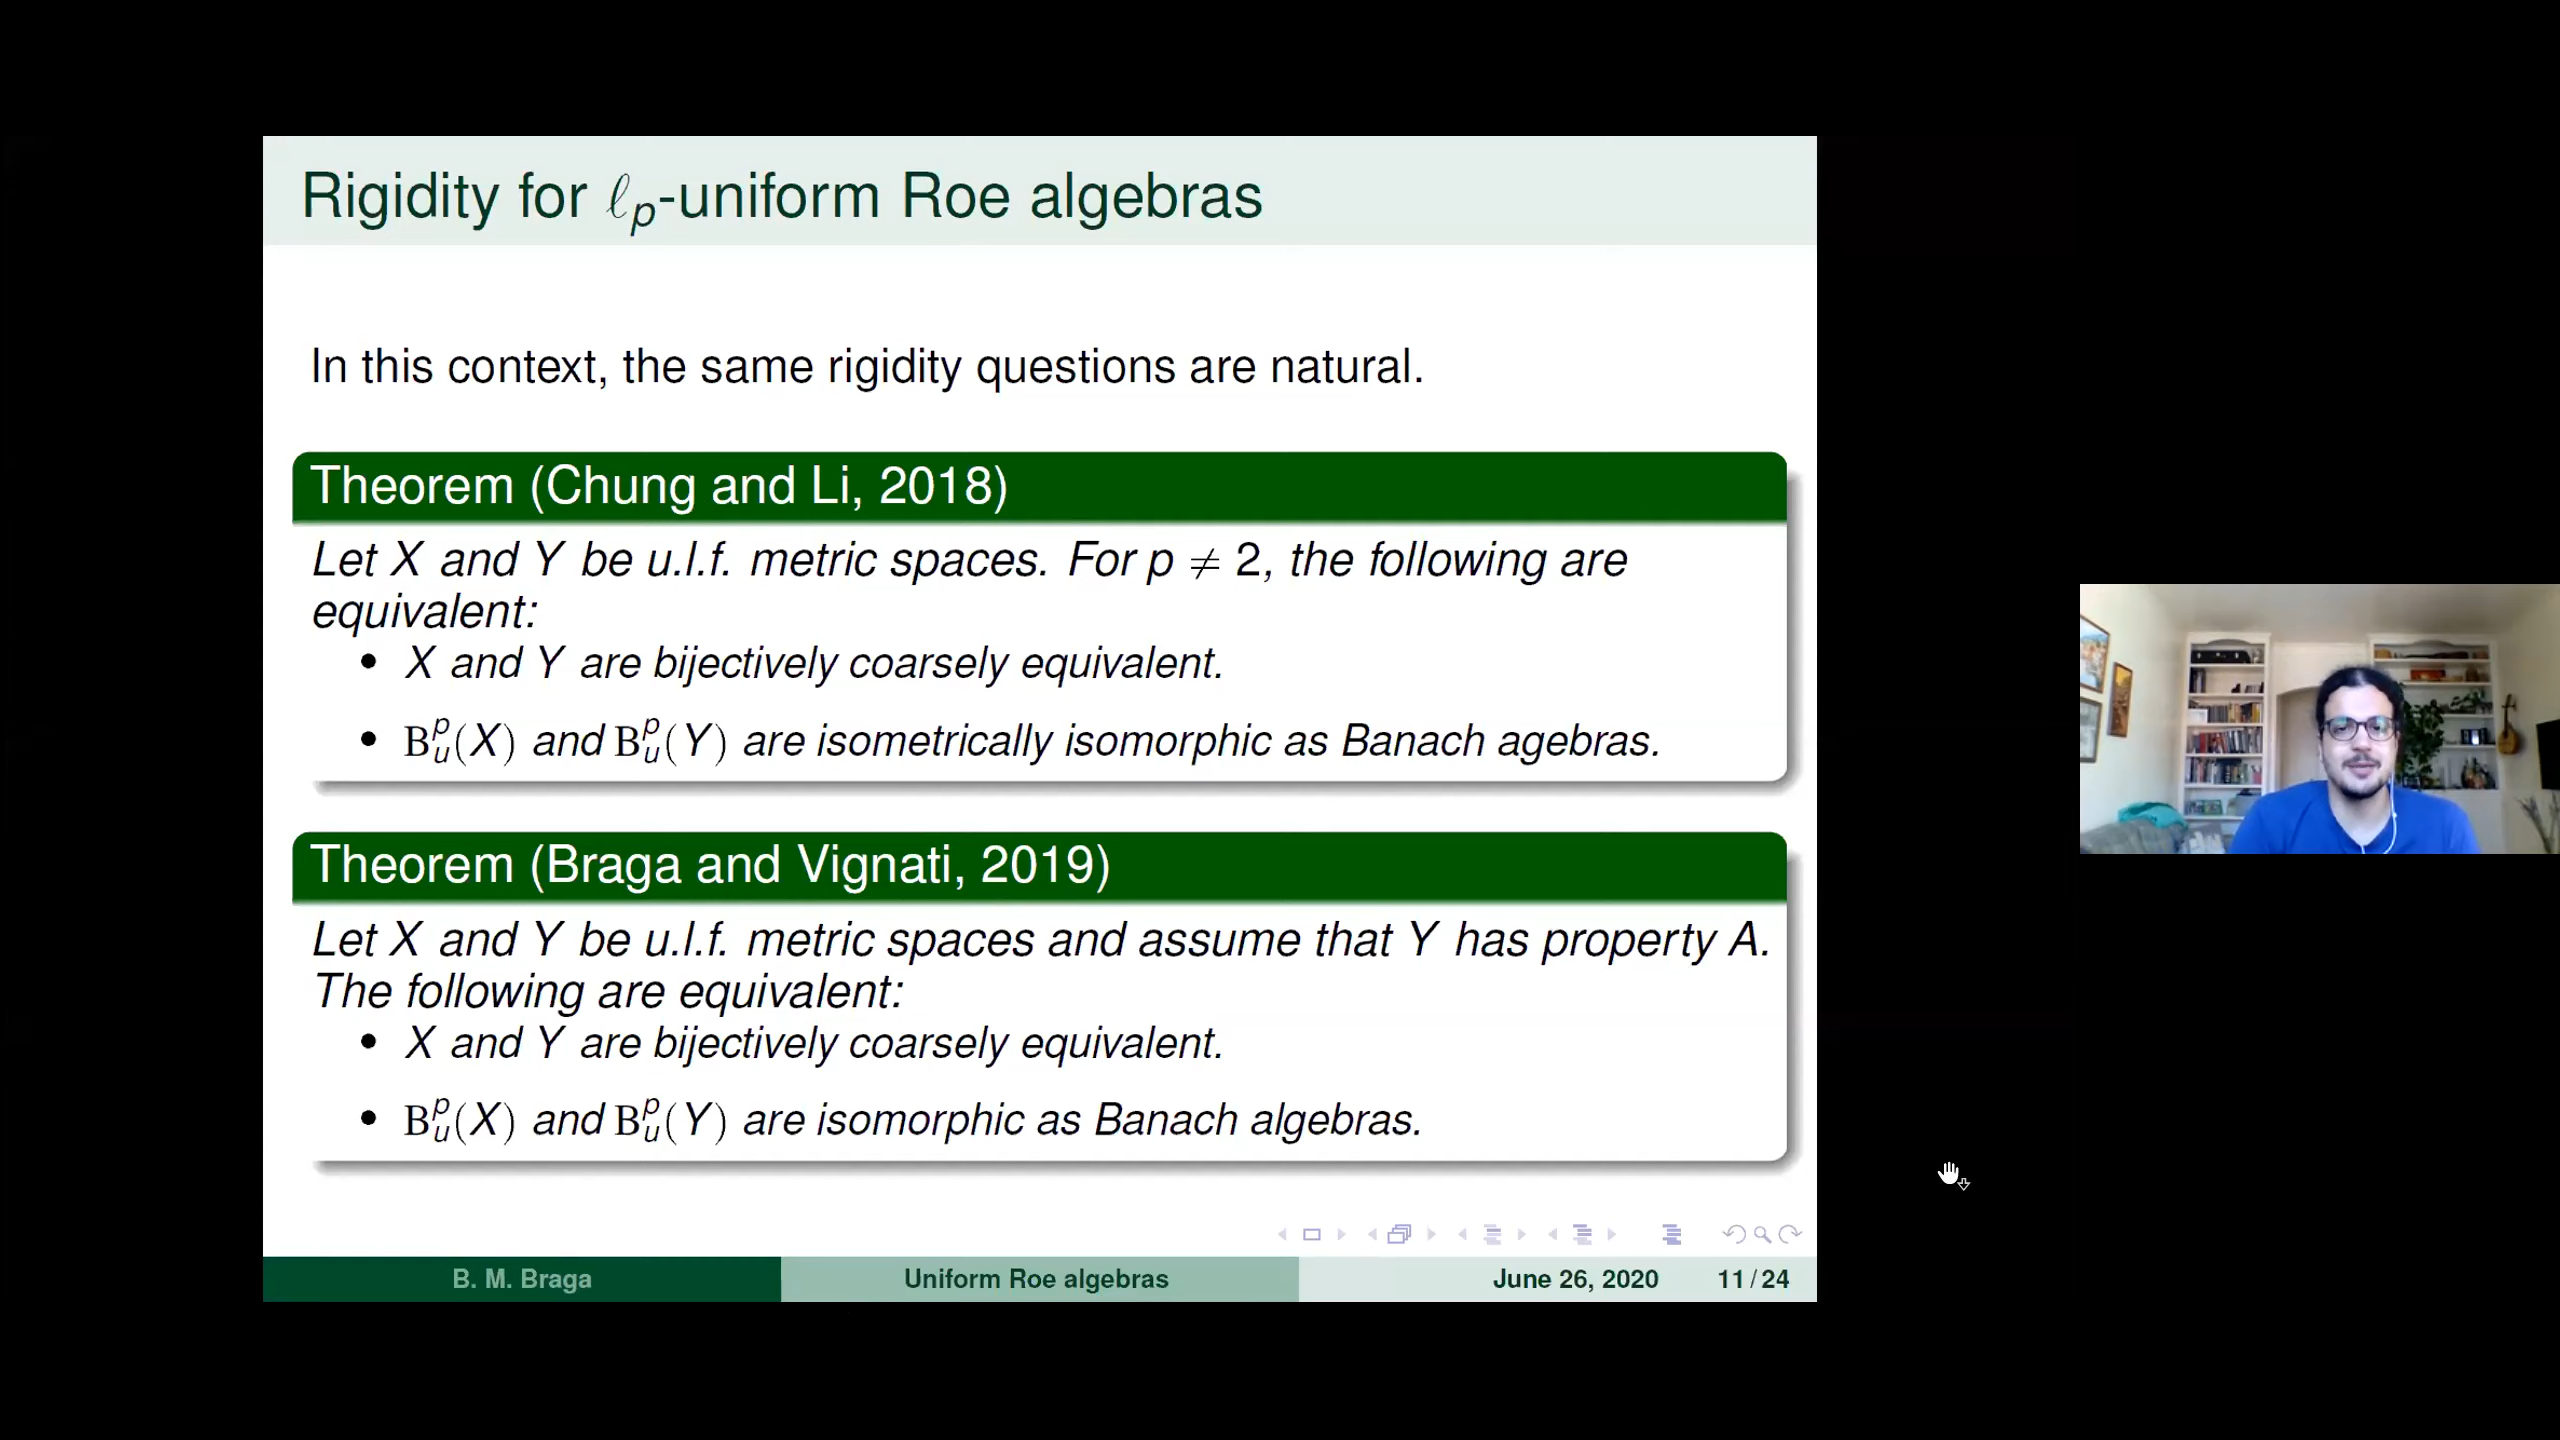 Rigidity for ℓₚ-uniform Roe algebras
In this context, the same rigidity questions are natural.
Theorem (Chung and Li, 2018)
Let X and Y be u.l.f. metric spaces. For p ≠ 2, the following are
equivalent:
• X and Y are bijectively coarsely equivalent.
• B_u^p(X) and B_u^p(Y) are isometrically isomorphic as Banach agebras.
Theorem (Braga and Vignati, 2019)
Let X and Y be u.l.f. metric spaces and assume that Y has property A.
The following are equivalent:
• X and Y are bijectively coarsely equivalent.
• B_u^p(X) and B_u^p(Y) are isomorphic as Banach algebras.
B. M. Braga
Uniform Roe algebras
June 26, 2020
11 / 24